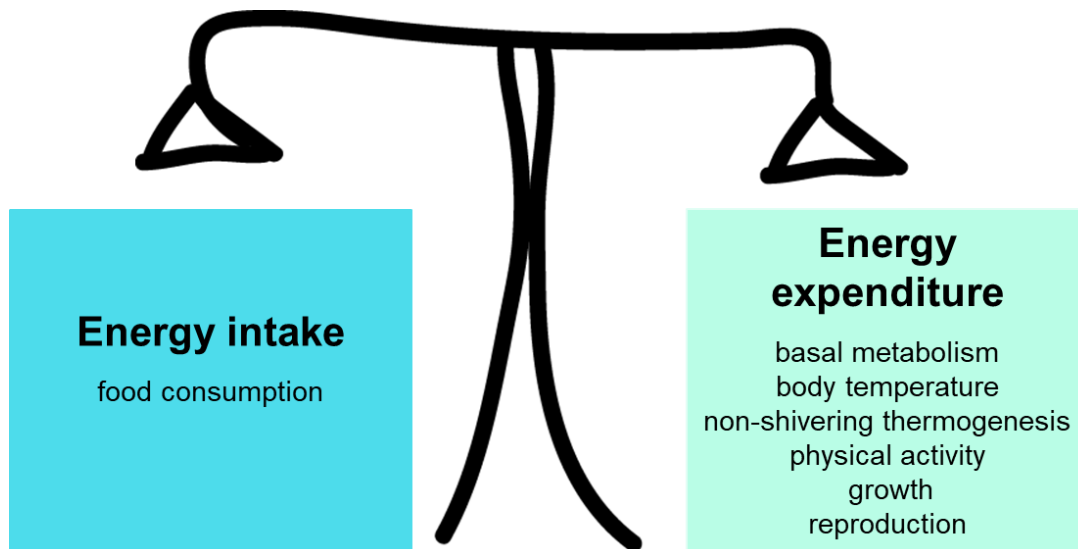 Energy intake
food consumption
Energy
expenditure
basal metabolism
body temperature
non-shivering thermogenesis
physical activity
growth
reproduction